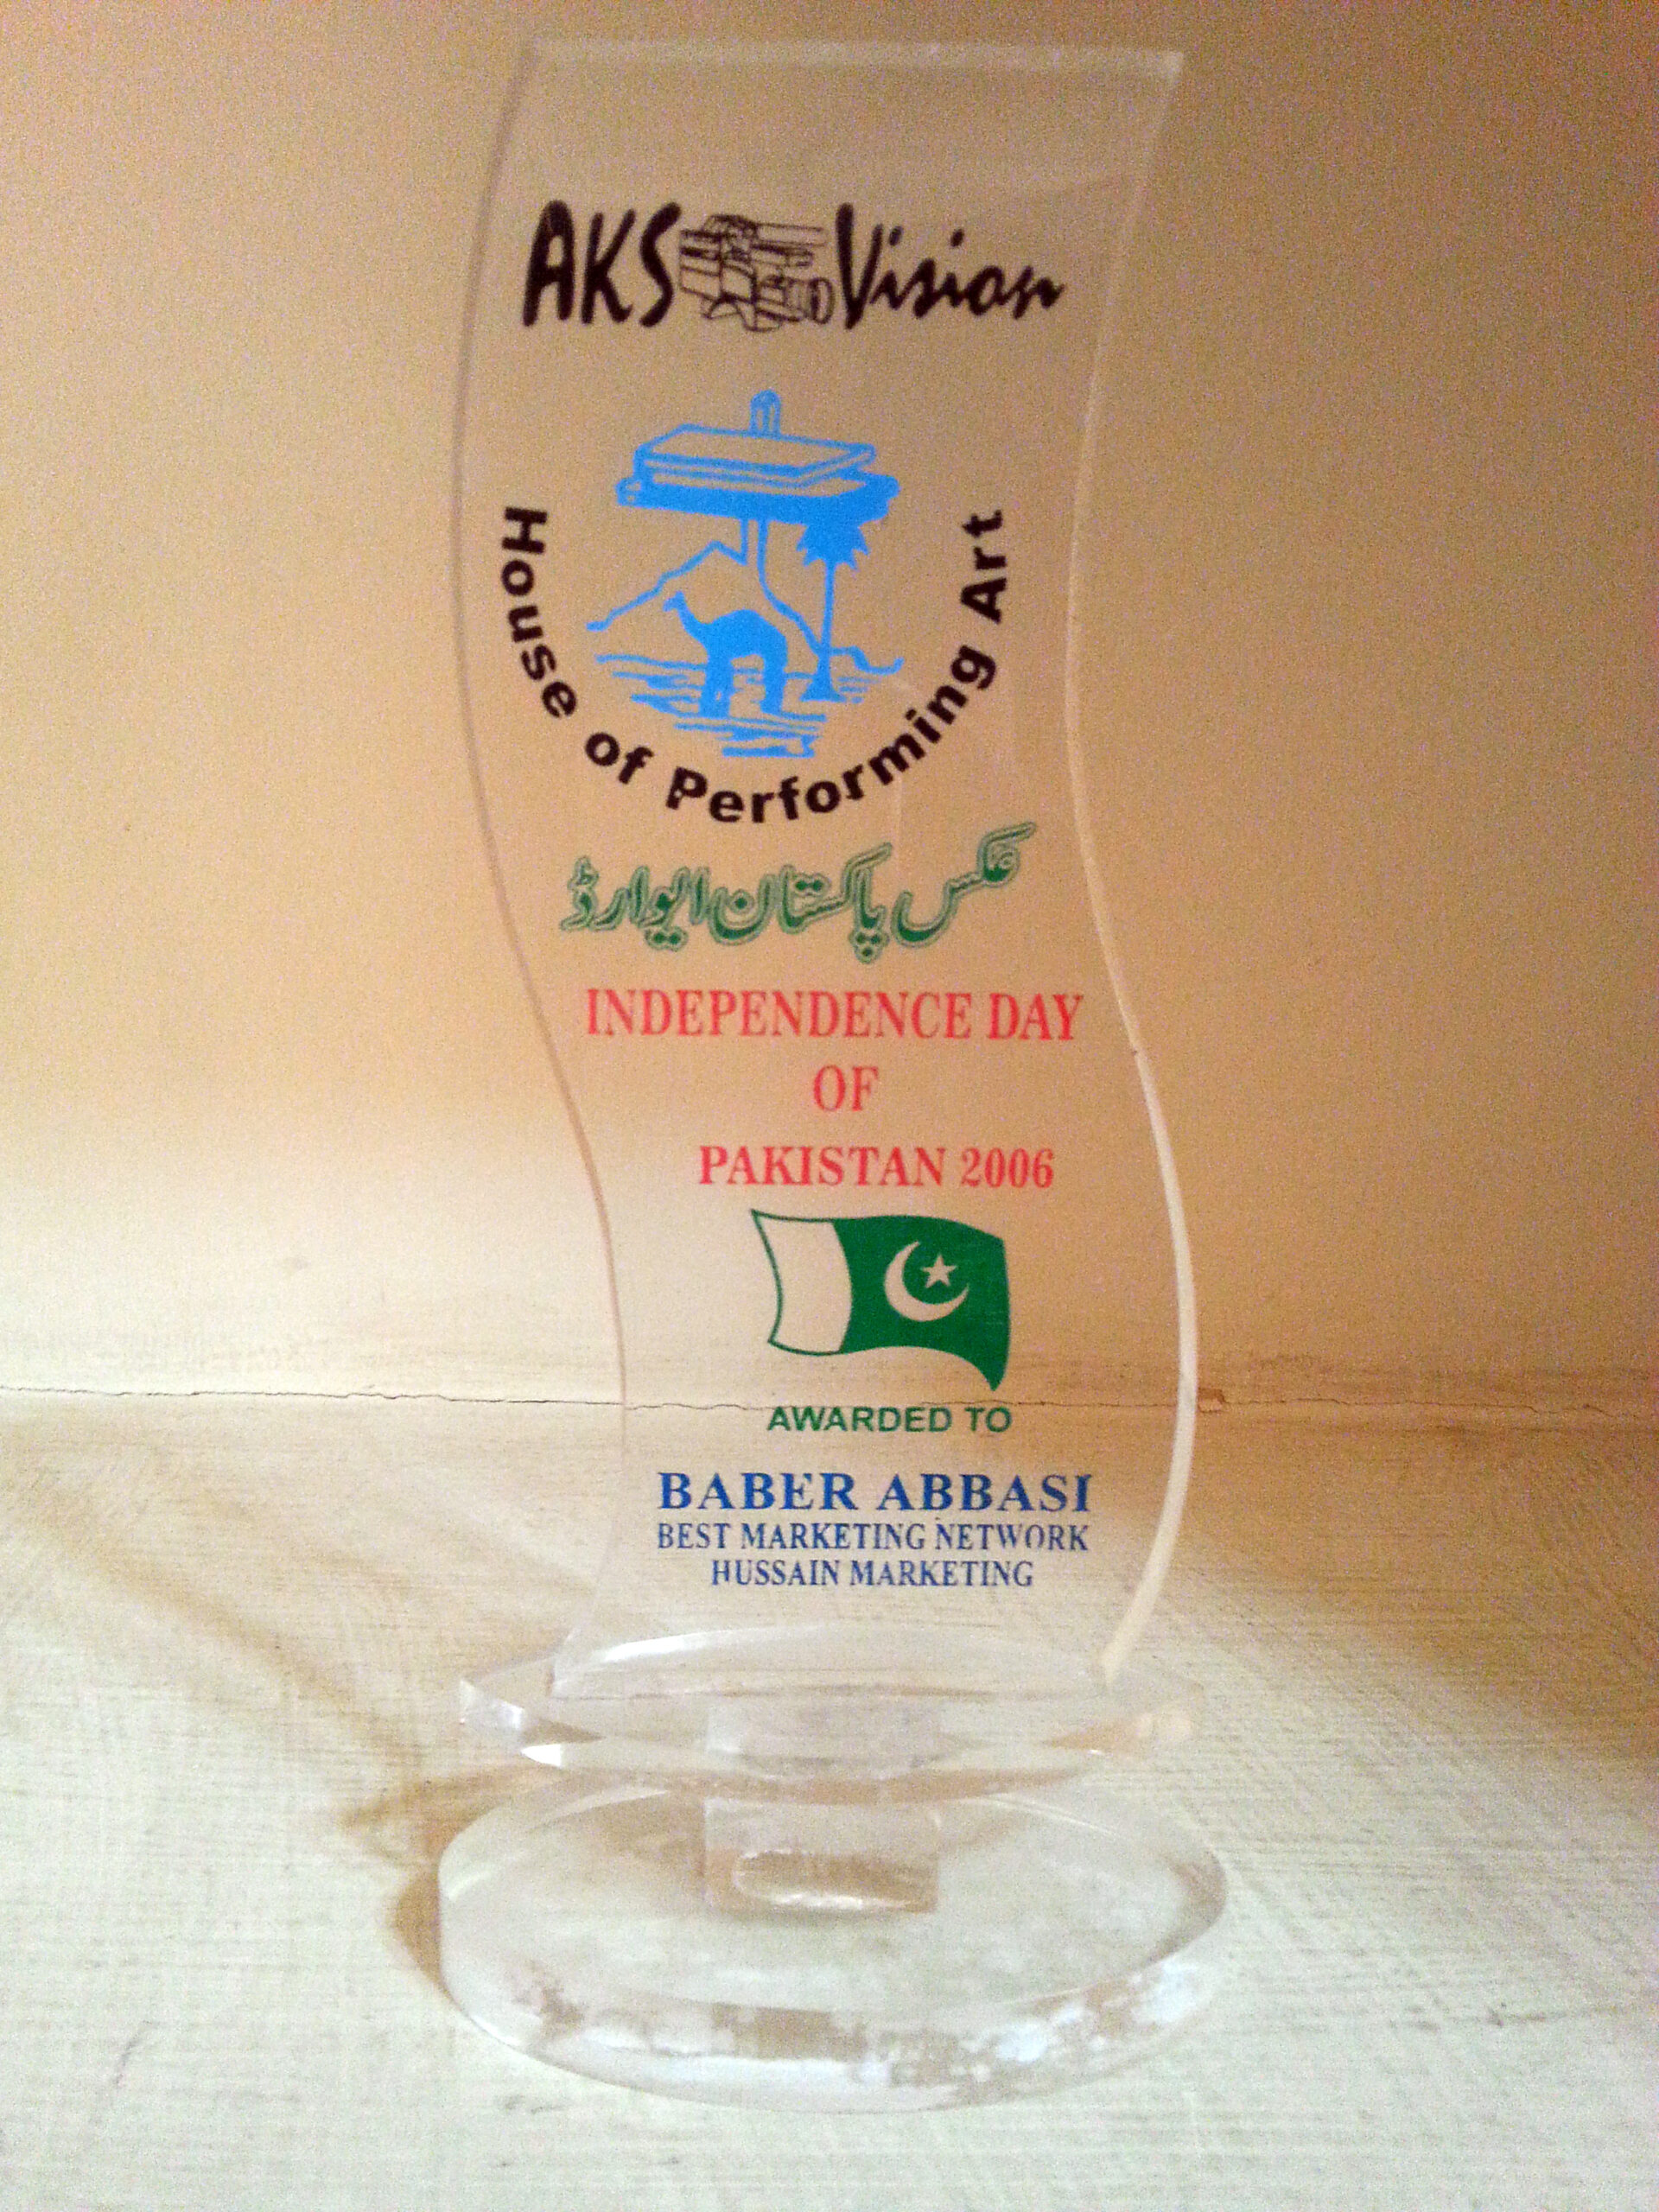 AKS Vision
House of Performing Art
عکس پاکستان ایوارڈ
INDEPENDENCE DAY
OF
PAKISTAN 2006
AWARDED TO
BABER ABBASI
BEST MARKETING NETWORK
HUSSAIN MARKETING